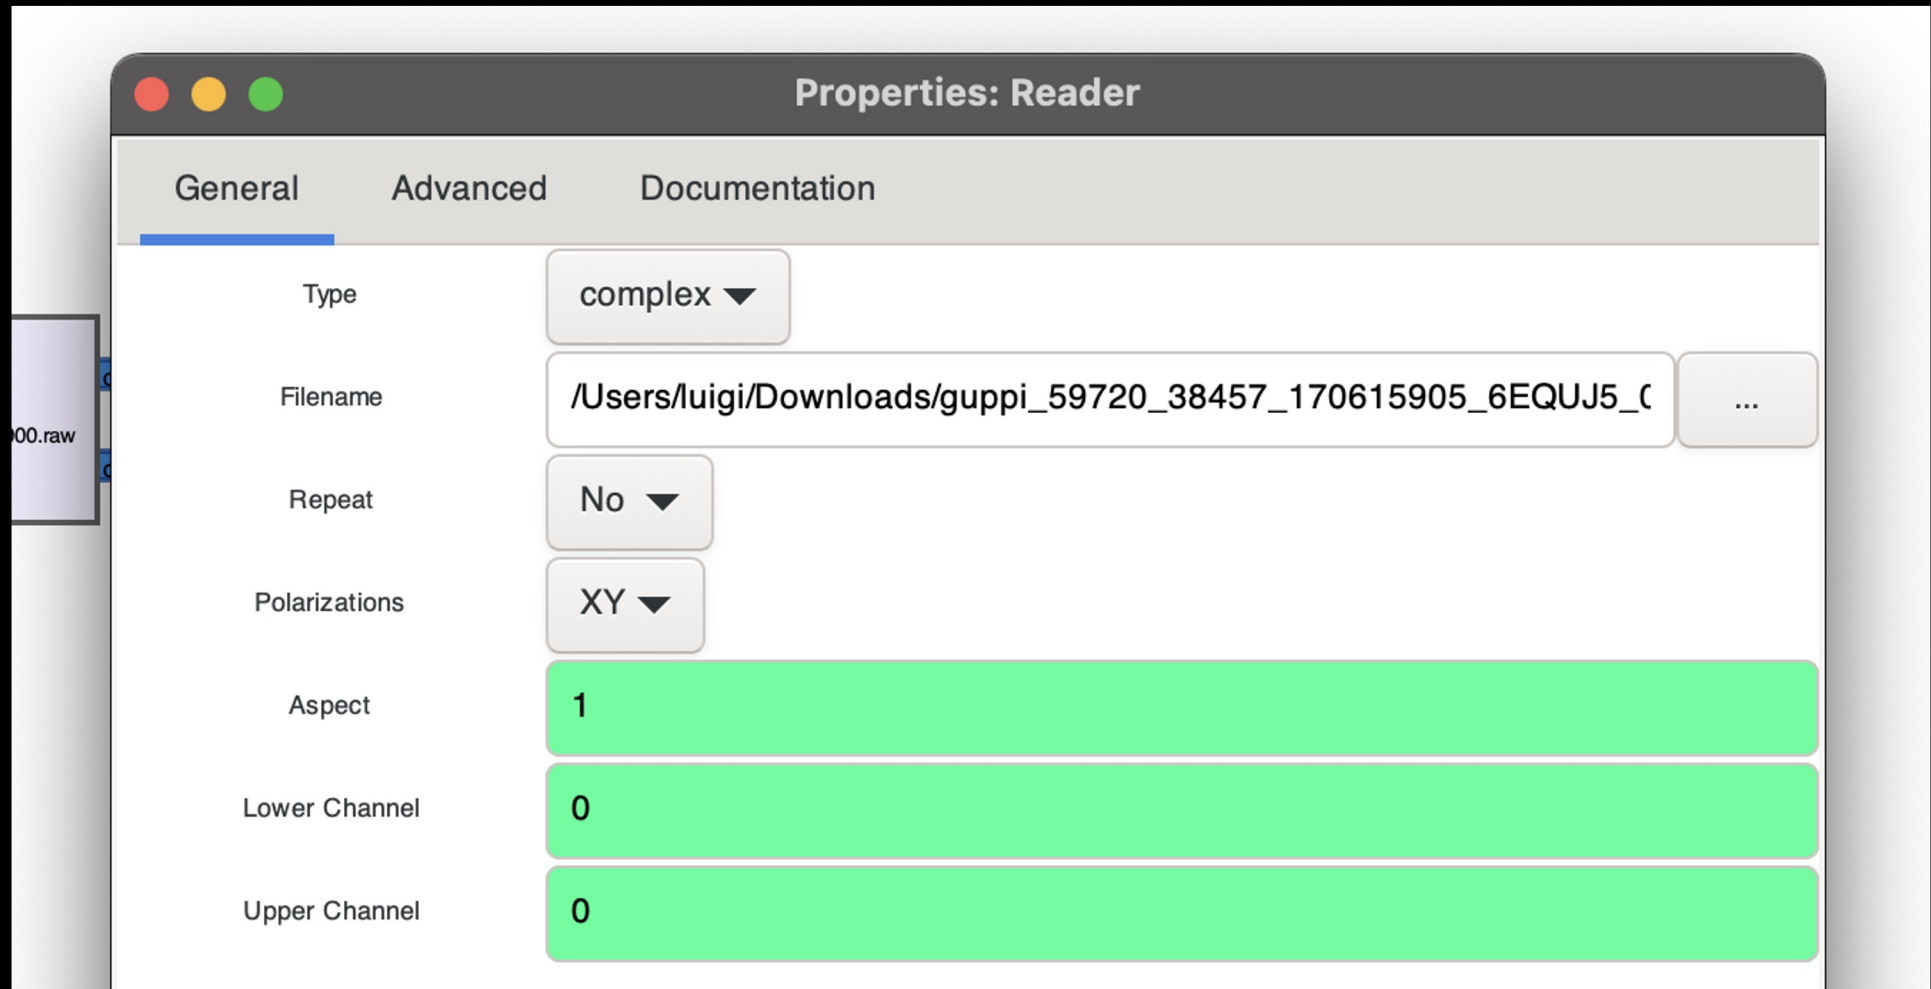 Properties: Reader
General Advanced Documentation
Type complex
Filename /Users/luigi/Downloads/guppi_59720_38457_170615905_6EQUJ5_
...
00.raw
Repeat No
Polarizations XY
Aspect 1
Lower Channel 0
Upper Channel 0